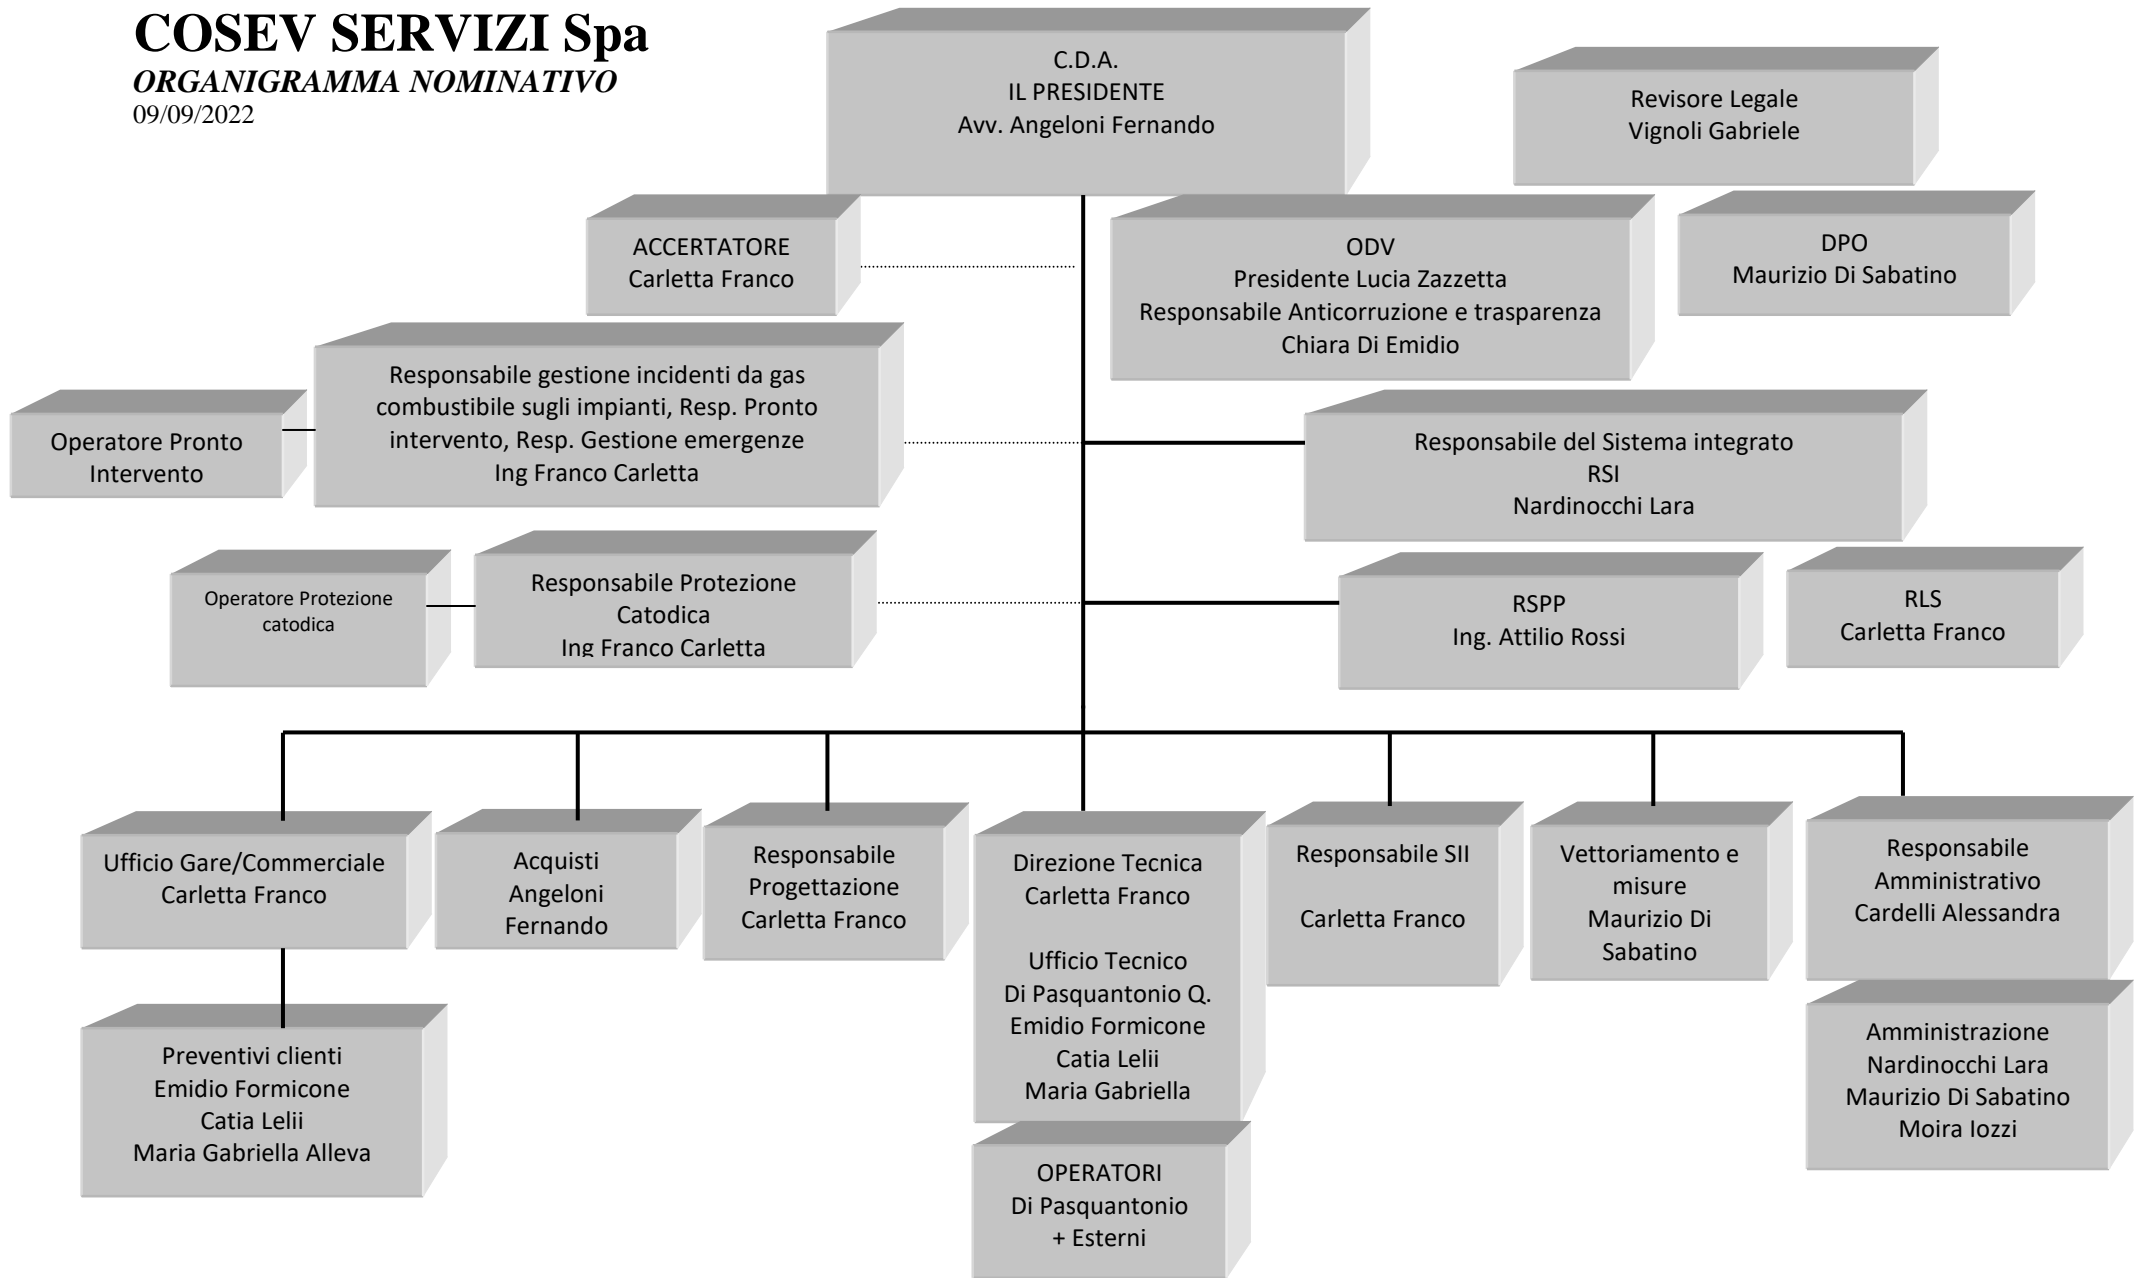 COSEV SERVIZI Spa
ORGANIGRAMMA NOMINATIVO
09/09/2022
C.D.A.
IL PRESIDENTE
Avv. Angeloni Fernando
Revisore Legale
Vignoli Gabriele
ACCERTATORE
Carletta Franco
ODV
Presidente Lucia Zazzetta
Responsabile Anticorruzione e trasparenza
Chiara Di Emidio
DPO
Maurizio Di Sabatino
Operatore Pronto
Intervento
Responsabile gestione incidenti da gas
combustibile sugli impianti, Resp. Pronto
intervento, Resp. Gestione emergenze
Ing Franco Carletta
Responsabile del Sistema integrato
RSI
Nardinocchi Lara
Operatore Protezione
catodica
Responsabile Protezione
Catodica
Ing Franco Carletta
RSPP
Ing. Attilio Rossi
RLS
Carletta Franco
Ufficio Gare/Commerciale
Carletta Franco
Acquisti
Angeloni
Fernando
Responsabile
Progettazione
Carletta Franco
Direzione Tecnica
Carletta Franco
Ufficio Tecnico
Di Pasquantonio Q.
Emidio Formicone
Catia Lelii
Maria Gabriella
Responsabile SII
Carletta Franco
Vettoriamento e
misure
Maurizio Di
Sabatino
Responsabile
Amministrativo
Cardelli Alessandra
Preventivi clienti
Emidio Formicone
Catia Lelii
Maria Gabriella Alleva
OPERATORI
Di Pasquantonio
+ Esterni
Amministrazione
Nardinocchi Lara
Maurizio Di Sabatino
Moira Iozzi